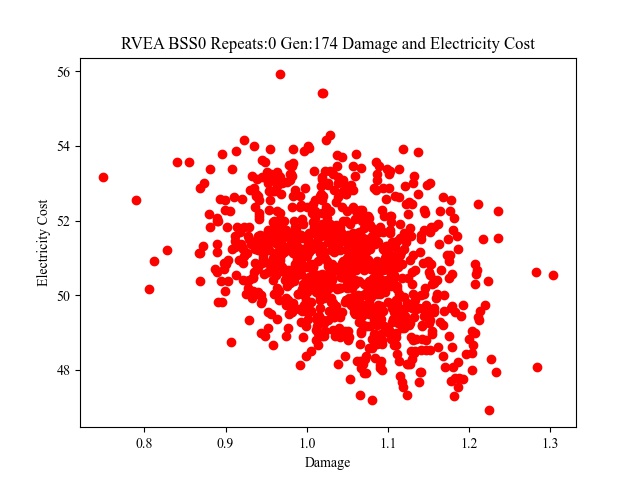 RVEA BSS0 Repeats:0 Gen:174 Damage and Electricity Cost
56
54
52
50
48
Electricity Cost
0.8 0.9 1.0 1.1 1.2 1.3
Damage